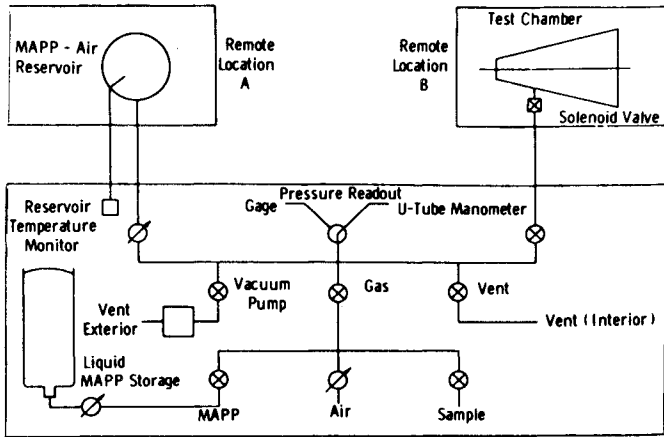 MAPP - Air
Reservoir
Remote
Location
A
Remote
Location
B
Test Chamber
Solenoid Valve
Reservoir
Temperature
Monitor
Pressure Readout
Gage
U-Tube Manometer
Vacuum
Pump
Gas
Vent
Vent
Exterior
Vent (Interior)
Liquid
MAPP Storage
MAPP
Air
Sample